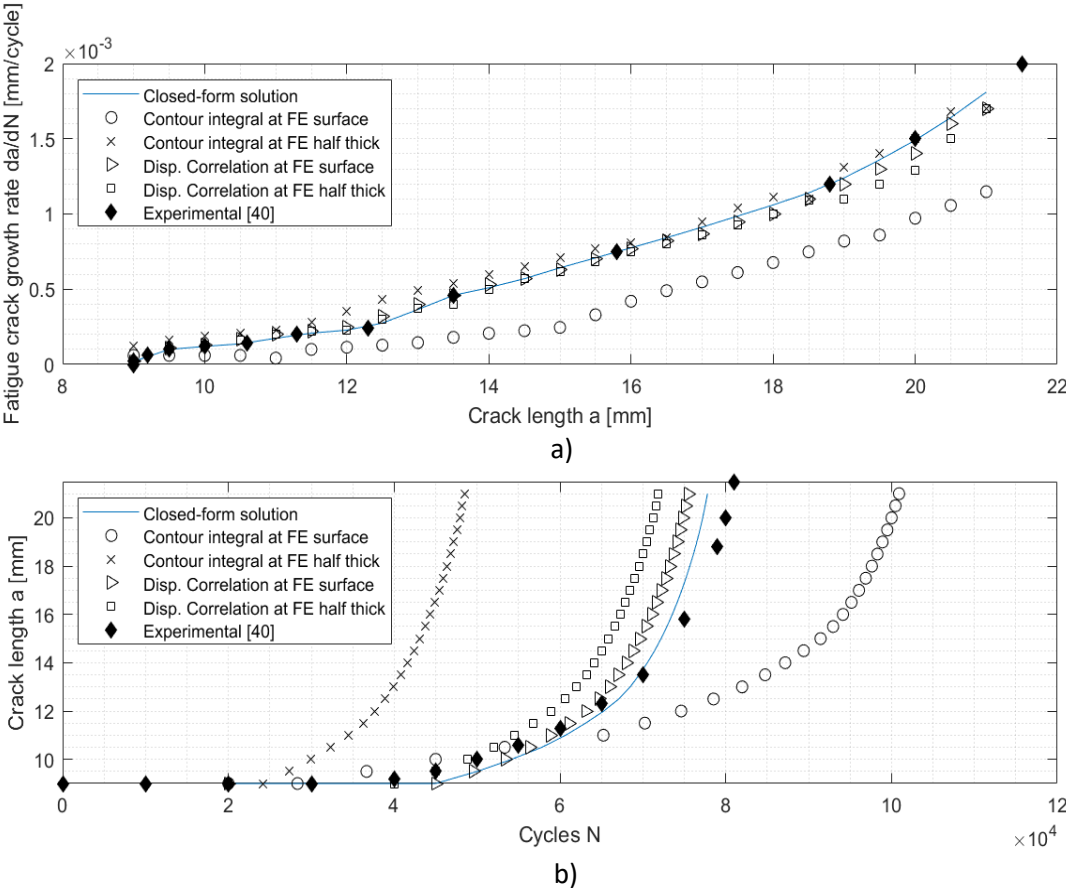 ×10⁻³
Fatigue crack growth rate da/dN [mm/cycle]
2
1.5
1
0.5
0
Closed-form solution
Contour integral at FE surface
Contour integral at FE half thick
Disp. Correlation at FE surface
Disp. Correlation at FE half thick
Experimental [40]
8 10 12 14 16 18 20 22
Crack length a [mm]
a)
Crack length a [mm]
20
18
16
14
12
10
Closed-form solution
Contour integral at FE surface
Contour integral at FE half thick
Disp. Correlation at FE surface
Disp. Correlation at FE half thick
Experimental [40]
0 2 4 6 8 10 12
Cycles N
×10⁴
b)